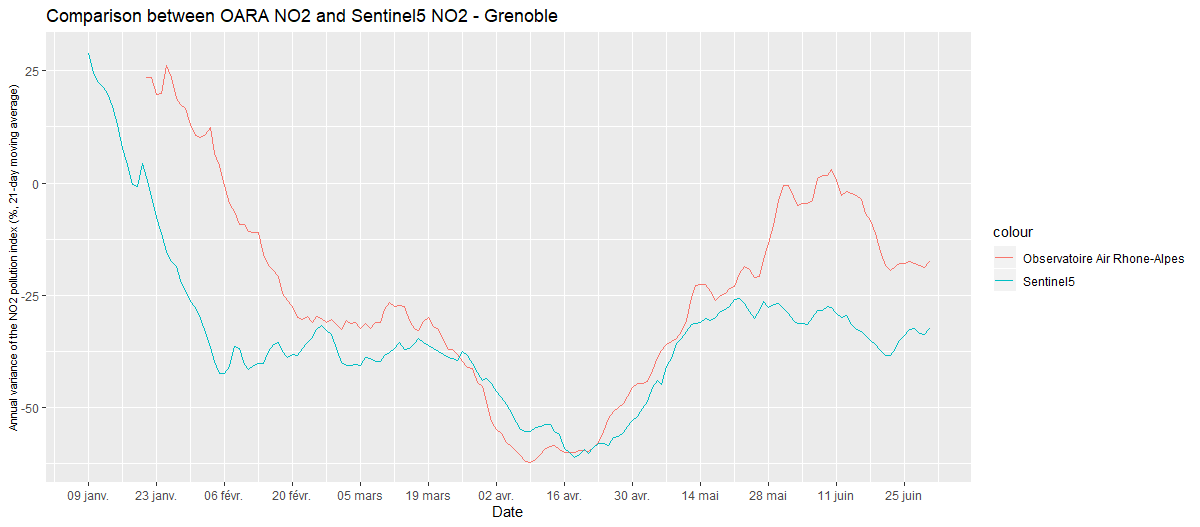 Comparison between OARA NO2 and Sentinel5 NO2 - Grenoble
Annual variance of the NO2 pollution index (%, 21-day moving average)
25
0
-25
-50
09 janv. 23 janv. 06 févr. 20 févr. 05 mars 19 mars 02 avr. 16 avr. 30 avr. 14 mai 28 mai 11 juin 25 juin
Date
colour
Observatoire Air Rhone-Alpes
Sentinel5